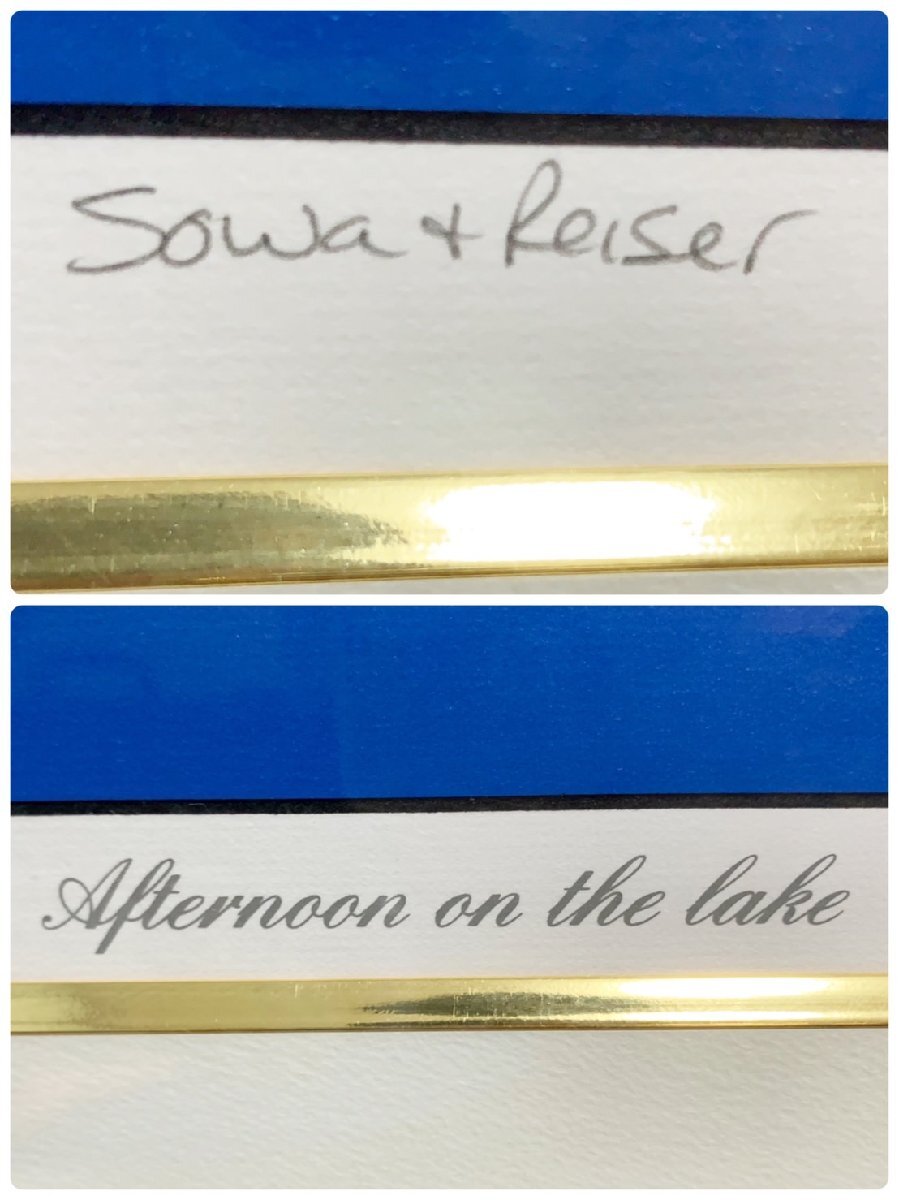 Sowa + Reiser
Afternoon on the lake